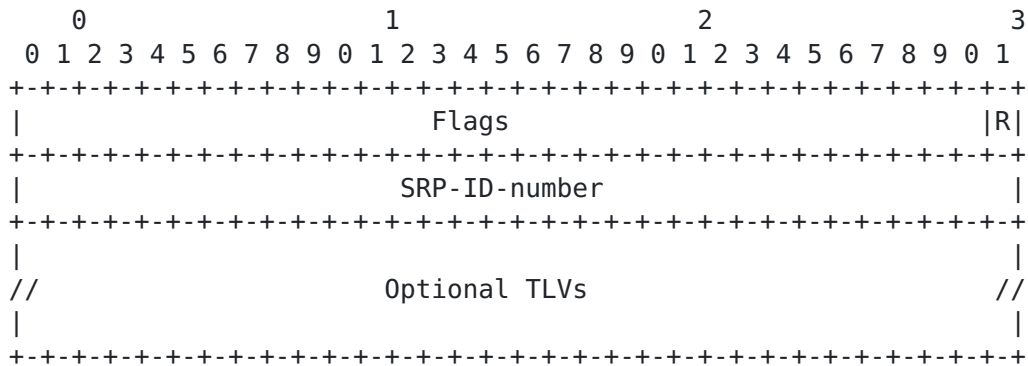 0                   1                   2                   3
 0 1 2 3 4 5 6 7 8 9 0 1 2 3 4 5 6 7 8 9 0 1 2 3 4 5 6 7 8 9 0 1
+-+-+-+-+-+-+-+-+-+-+-+-+-+-+-+-+-+-+-+-+-+-+-+-+-+-+-+-+-+-+-+-+
|                          Flags                              |R|
+-+-+-+-+-+-+-+-+-+-+-+-+-+-+-+-+-+-+-+-+-+-+-+-+-+-+-+-+-+-+-+-+
|                        SRP-ID-number                          |
+-+-+-+-+-+-+-+-+-+-+-+-+-+-+-+-+-+-+-+-+-+-+-+-+-+-+-+-+-+-+-+-+
|                                                               |
//                      Optional TLVs                          //
|                                                               |
+-+-+-+-+-+-+-+-+-+-+-+-+-+-+-+-+-+-+-+-+-+-+-+-+-+-+-+-+-+-+-+-+